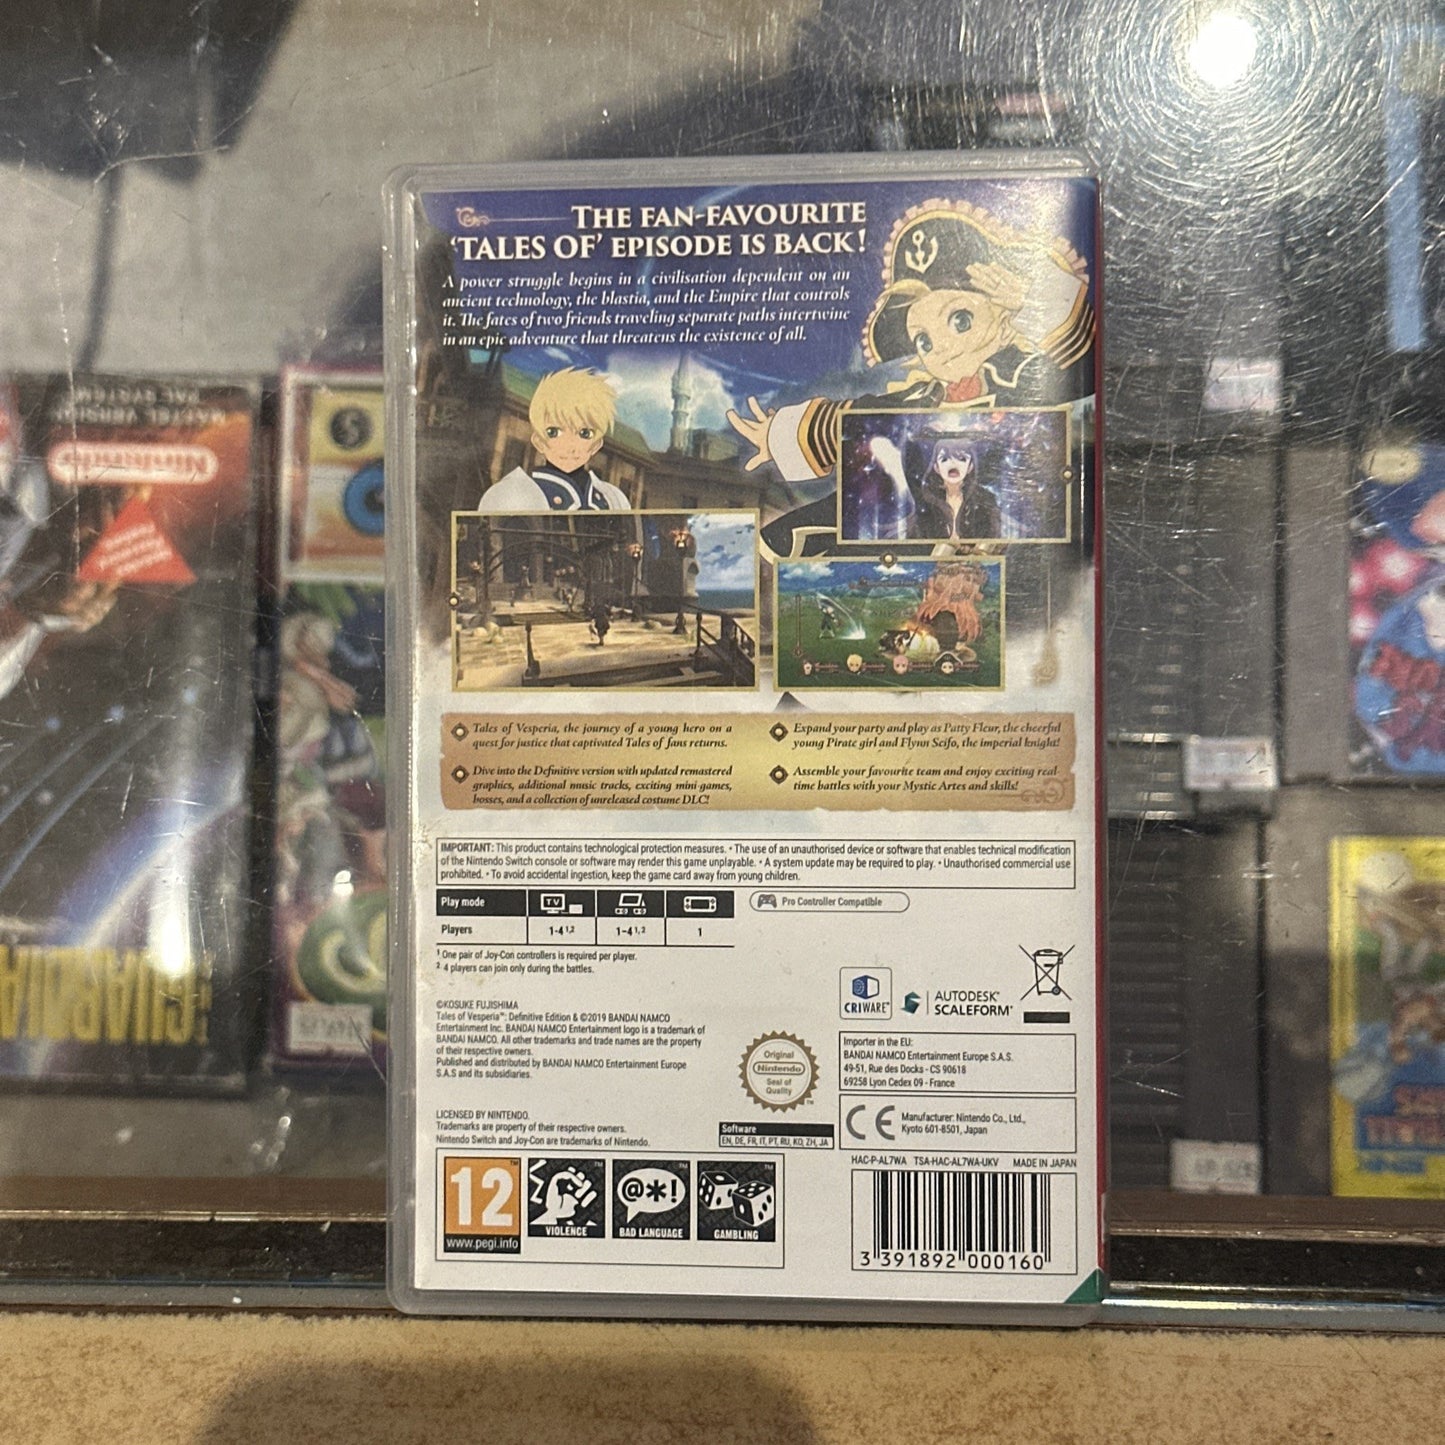 THE FAN-FAVOURITE
'TALES OF' EPISODE IS BACK!
A power struggle begins in a civilisation dependent on an
ancient technology, the blastia, and the Empire that controls
it. The fates of two friends traveling separate paths intertwine
in an epic adventure that threatens the existence of all.
Tales of Vesperia, the journey of a young hero on a
quest for justice that captivated Tales of fans returns.
Dive into the Definitive version with updated remastered
graphics, additional music tracks, exciting mini-games,
bosses, and a collection of unreleased costume DLC!
Expand your party and play as Patty Fleur, the cheerful
young Pirate girl and Flynn Scifo, the imperial knight!
Assemble your favourite team and enjoy exciting real-
time battles with your Mystic Artes and skills!
IMPORTANT: This product contains technological protection measures. • The use of an unauthorised device or software that enables technical modification
of the Nintendo Switch console or software may render this game unplayable. • A system update may be required to play. • Unauthorised commercial use
prohibited. • To avoid accidental ingestion, keep the game card away from young children.
Play mode TV
Pro Controller Compatible
Players 1-4 1,2 1-4 1,2 1
1 One pair of Joy-Con controllers is required per player.
2 4 players can join only during the battles.
©KOSUKE FUJISHIMA
Tales of Vesperia™: Definitive Edition & ©2019 BANDAI NAMCO
Entertainment Inc. BANDAI NAMCO Entertainment logo is a trademark of
BANDAI NAMCO. All other trademarks and trade names are the property
of their respective owners.
Published and distributed by BANDAI NAMCO Entertainment Europe
S.A.S and its subsidiaries.
LICENSED BY NINTENDO.
Trademarks are property of their respective owners.
Nintendo Switch and Joy-Con are trademarks of Nintendo.
CRIWARE™
AUTODESK®
SCALEFORM®
Original
Nintendo
Seal of
Quality
TM
Importer in the EU:
BANDAI NAMCO Entertainment Europe S.A.S.
49-51, Rue des Docks - CS 90618
69258 Lyon Cedex 09 - France
Software
EN, DE, FR, IT, PT, RU, KO, ZH, JA
CE
Manufacturer: Nintendo Co., Ltd.,
Kyoto 601-8501, Japan
HAC-P-AL7WA TSA-HAC-AL7WA-UKV MADE IN JAPAN
12
www.pegi.info
VIOLENCE
@*!
BAD LANGUAGE
GAMBLING
3 391892 000160
Nintendo
MATTEL VERSION
PAL SYSTEM